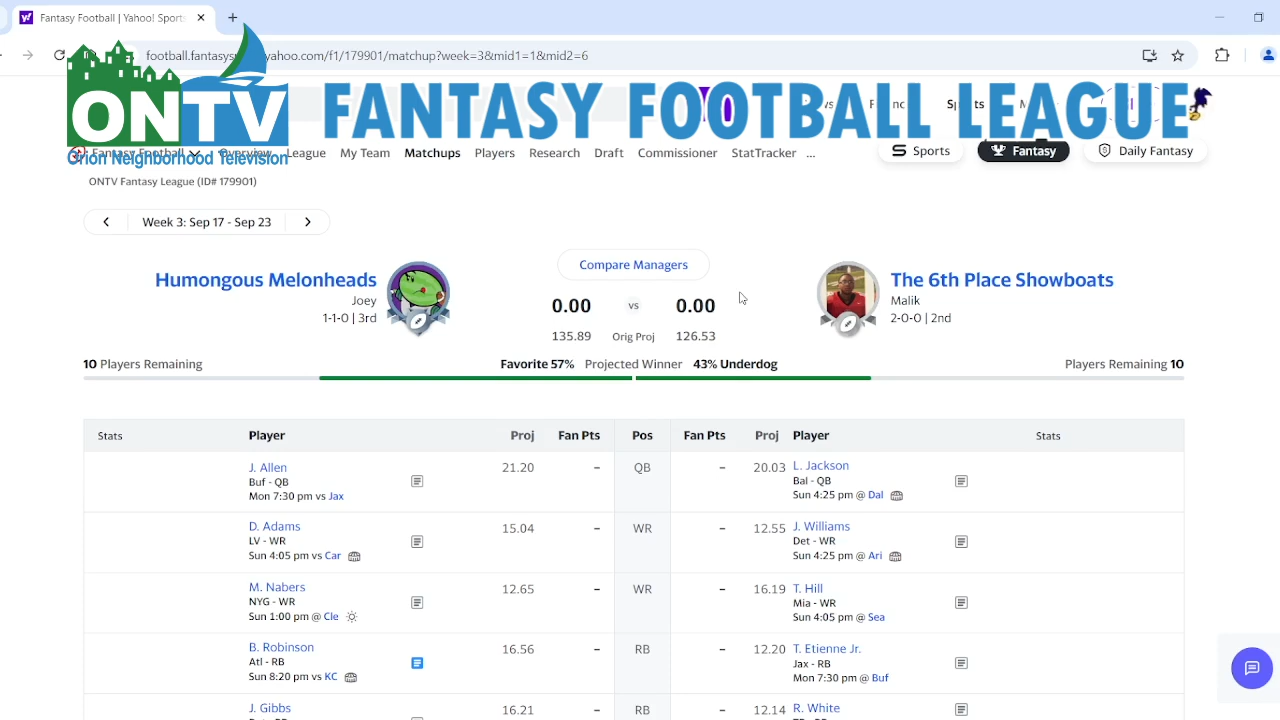 Fantasy Football | Yahoo! Sports
football.fantasysp yahoo.com/f1/179901/matchup?week=3&mid1=1&mid2=6
ONTV
Orion Neighborhood Television
FANTASY FOOTBALL LEAGUE
Sports
Fantasy Football Overview League My Team Matchups Players Research Draft Commissioner StatTracker ...
Sports Fantasy Daily Fantasy
ONTV Fantasy League (ID# 179901)
Week 3: Sep 17 - Sep 23
Compare Managers
Humongous Melonheads
Joey
1-1-0 | 3rd
0.00 vs 0.00
135.89 Orig Proj 126.53
The 6th Place Showboats
Malik
2-0-0 | 2nd
10 Players Remaining Favorite 57% Projected Winner 43% Underdog Players Remaining 10
Stats Player Proj Fan Pts Pos Fan Pts Proj Player Stats
J. Allen 21.20 – QB – 20.03 L. Jackson
Buf - QB Bal - QB
Mon 7:30 pm vs Jax Sun 4:25 pm @ Dal
D. Adams 15.04 – WR – 12.55 J. Williams
LV - WR Det - WR
Sun 4:05 pm vs Car Sun 4:25 pm @ Ari
M. Nabers 12.65 – WR – 16.19 T. Hill
NYG - WR Mia - WR
Sun 1:00 pm @ Cle Sun 4:05 pm @ Sea
B. Robinson 16.56 – RB – 12.20 T. Etienne Jr.
Atl - RB Jax - RB
Sun 8:20 pm vs KC Mon 7:30 pm @ Buf
J. Gibbs 16.21 – RB – 12.14 R. White